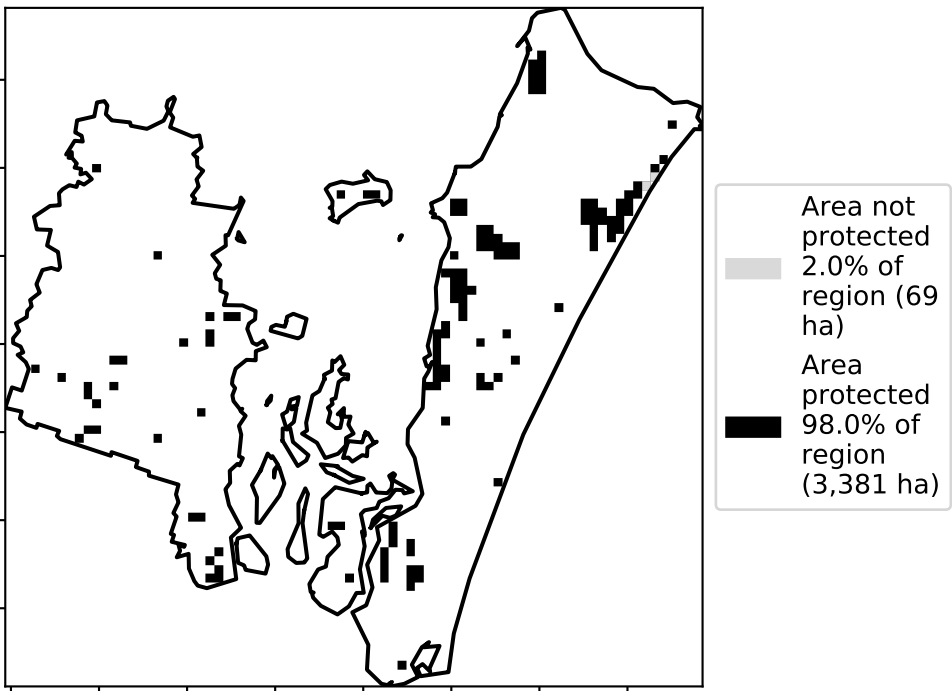 Area not
protected
2.0% of
region (69
ha)
Area
protected
98.0% of
region
(3,381 ha)